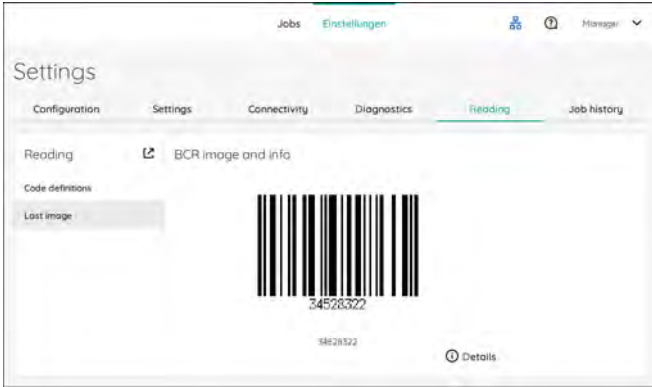 Jobs Einstellungen Manager
Settings
Configuration Settings Connectivity Diagnostics Reading Job history
Reading BCR image and info
Code definitions
Last image
34528322
34528322
Details